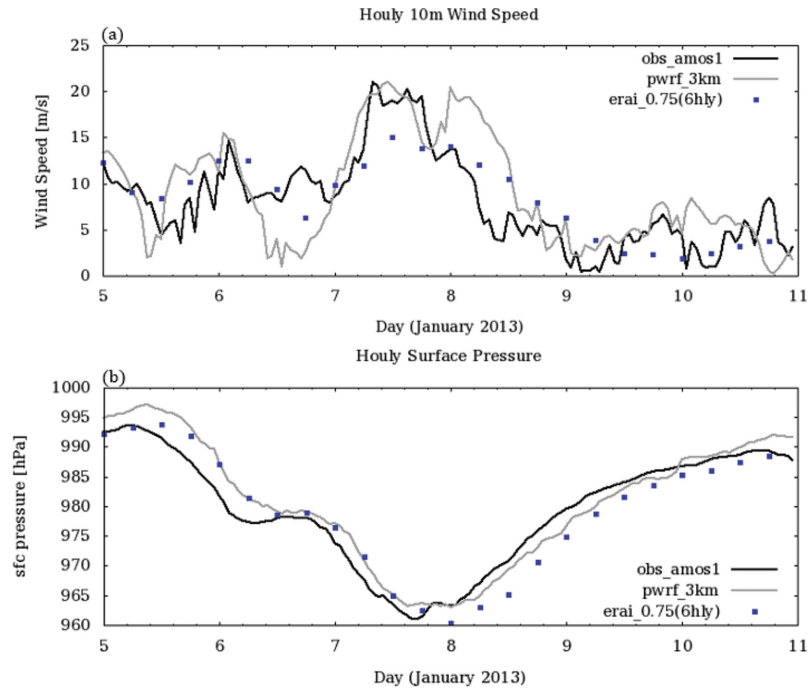 Houly 10m Wind Speed
(a)
25
20
15
10
5
0
Wind Speed [m/s]
obs_amos1
pwrf_3km
erai_0.75(6hly)
5 6 7 8 9 10 11
Day (January 2013)
Houly Surface Pressure
(b)
1000
995
990
985
980
975
970
965
960
sfc pressure [hPa]
obs_amos1
pwrf_3km
erai_0.75(6hly)
5 6 7 8 9 10 11
Day (January 2013)